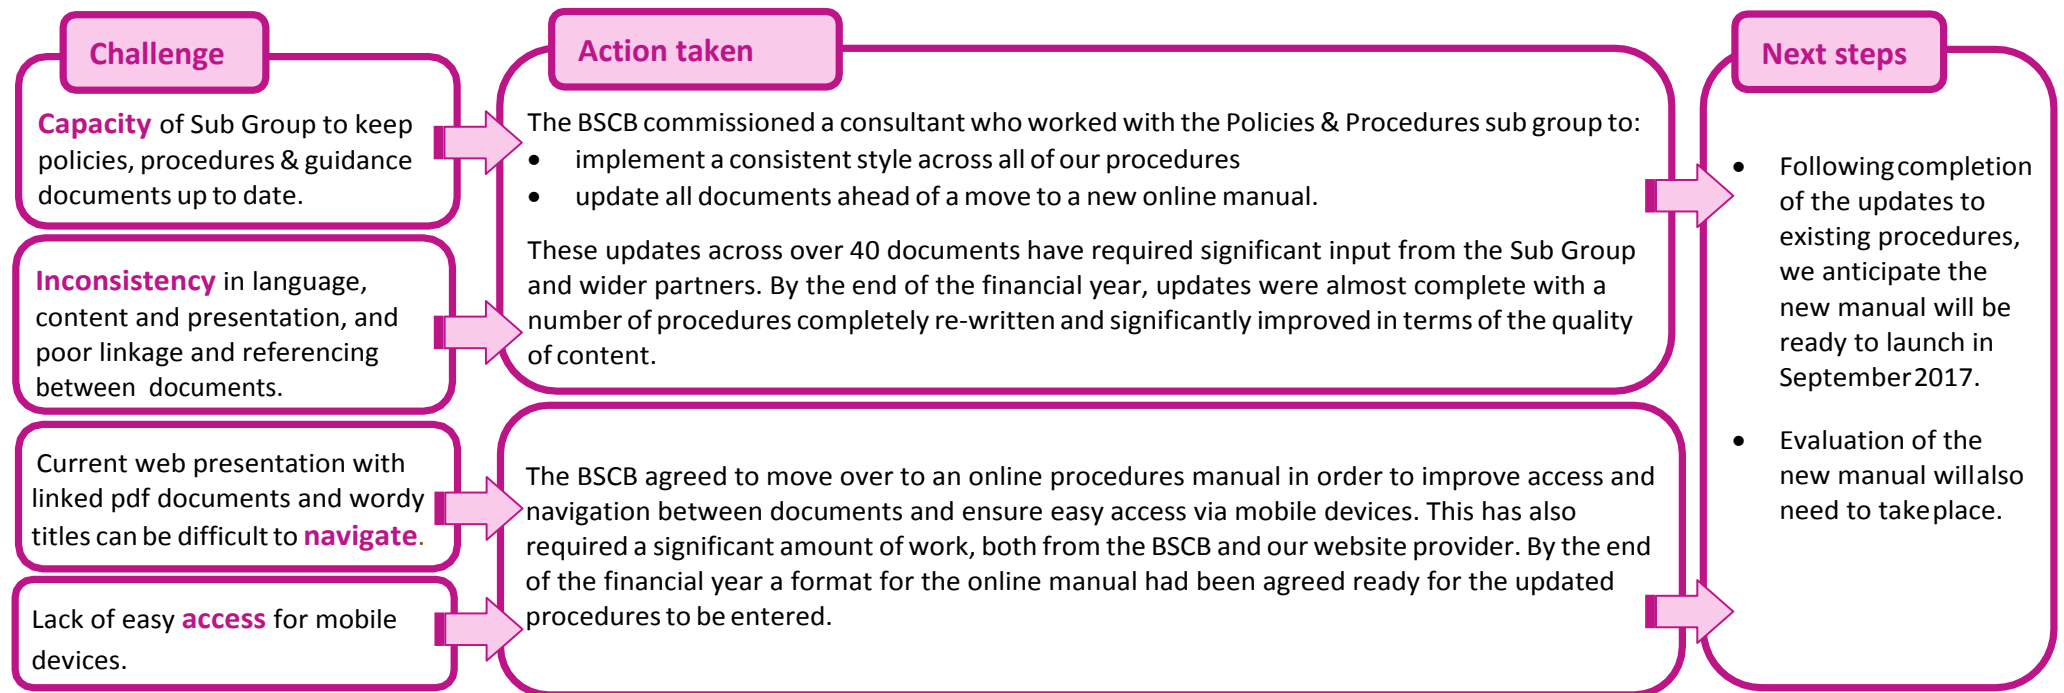 Challenge
Capacity of Sub Group to keep
policies, procedures & guidance
documents up to date.
Inconsistency in language,
content and presentation, and
poor linkage and referencing
between documents.
Current web presentation with
linked pdf documents and wordy
titles can be difficult to navigate.
Lack of easy access for mobile
devices.
Action taken
The BSCB commissioned a consultant who worked with the Policies & Procedures sub group to:
• implement a consistent style across all of our procedures
• update all documents ahead of a move to a new online manual.
These updates across over 40 documents have required significant input from the Sub Group
and wider partners. By the end of the financial year, updates were almost complete with a
number of procedures completely re-written and significantly improved in terms of the quality
of content.
The BSCB agreed to move over to an online procedures manual in order to improve access and
navigation between documents and ensure easy access via mobile devices. This has also
required a significant amount of work, both from the BSCB and our website provider. By the end
of the financial year a format for the online manual had been agreed ready for the updated
procedures to be entered.
Next steps
• Following completion
of the updates to
existing procedures,
we anticipate the
new manual will be
ready to launch in
September 2017.
• Evaluation of the
new manual will also
need to take place.